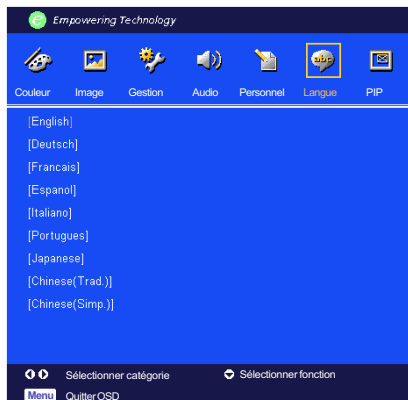 e Empowering Technology
Couleur Image Gestion Audio Personnel Langue PIP
abc
[English]
[Deutsch]
[Francais]
[Espanol]
[Italiano]
[Portugues]
[Japanese]
[Chinese(Trad.)]
[Chinese(Simp.)]
Sélectionner catégorie Sélectionner fonction
Menu Quitter OSD